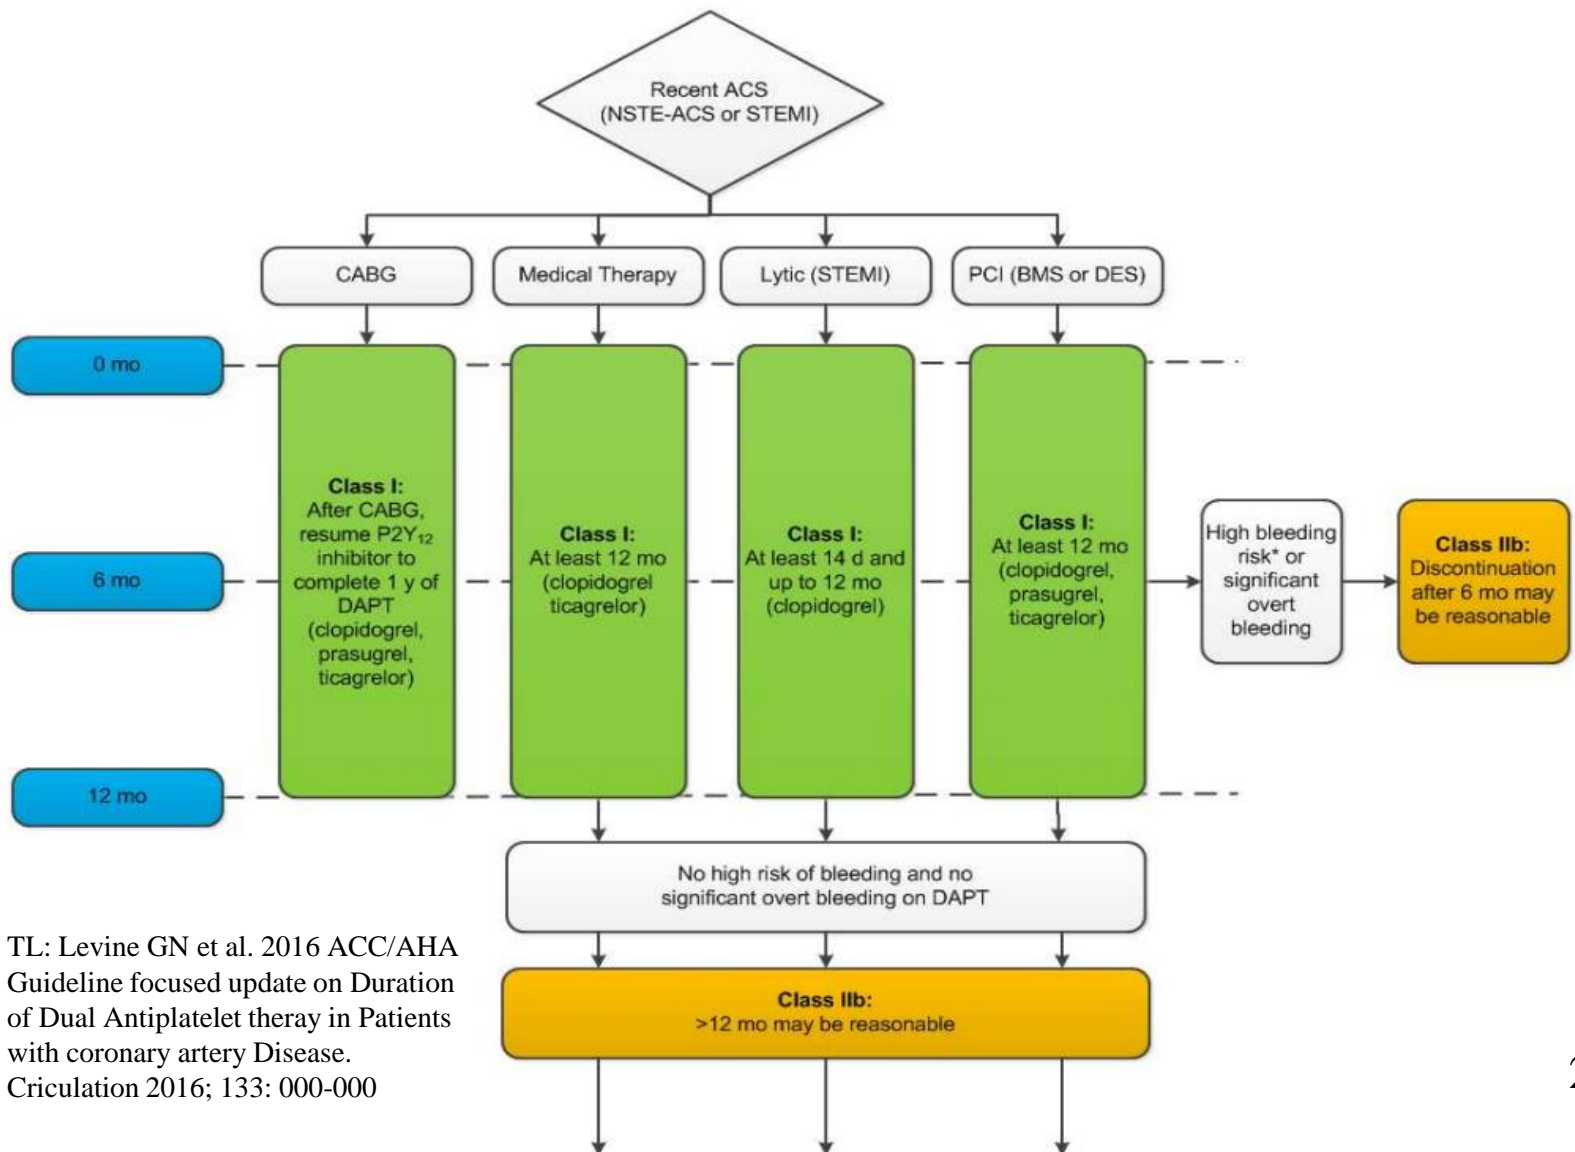 Recent ACS
(NSTE-ACS or STEMI)
CABG
Medical Therapy
Lytic (STEMI)
PCI (BMS or DES)
0 mo
6 mo
12 mo
Class I:
After CABG,
resume P2Y₁₂
inhibitor to
complete 1 y of
DAPT
(clopidogrel,
prasugrel,
ticagrelor)
Class I:
At least 12 mo
(clopidogrel
ticagrelor)
Class I:
At least 14 d and
up to 12 mo
(clopidogrel)
Class I:
At least 12 mo
(clopidogrel,
prasugrel,
ticagrelor)
High bleeding
risk* or
significant
overt
bleeding
Class IIb:
Discontinuation
after 6 mo may
be reasonable
No high risk of bleeding and no
significant overt bleeding on DAPT
Class IIb:
>12 mo may be reasonable
TL: Levine GN et al. 2016 ACC/AHA
Guideline focused update on Duration
of Dual Antiplatelet theray in Patients
with coronary artery Disease.
Criculation 2016; 133: 000-000